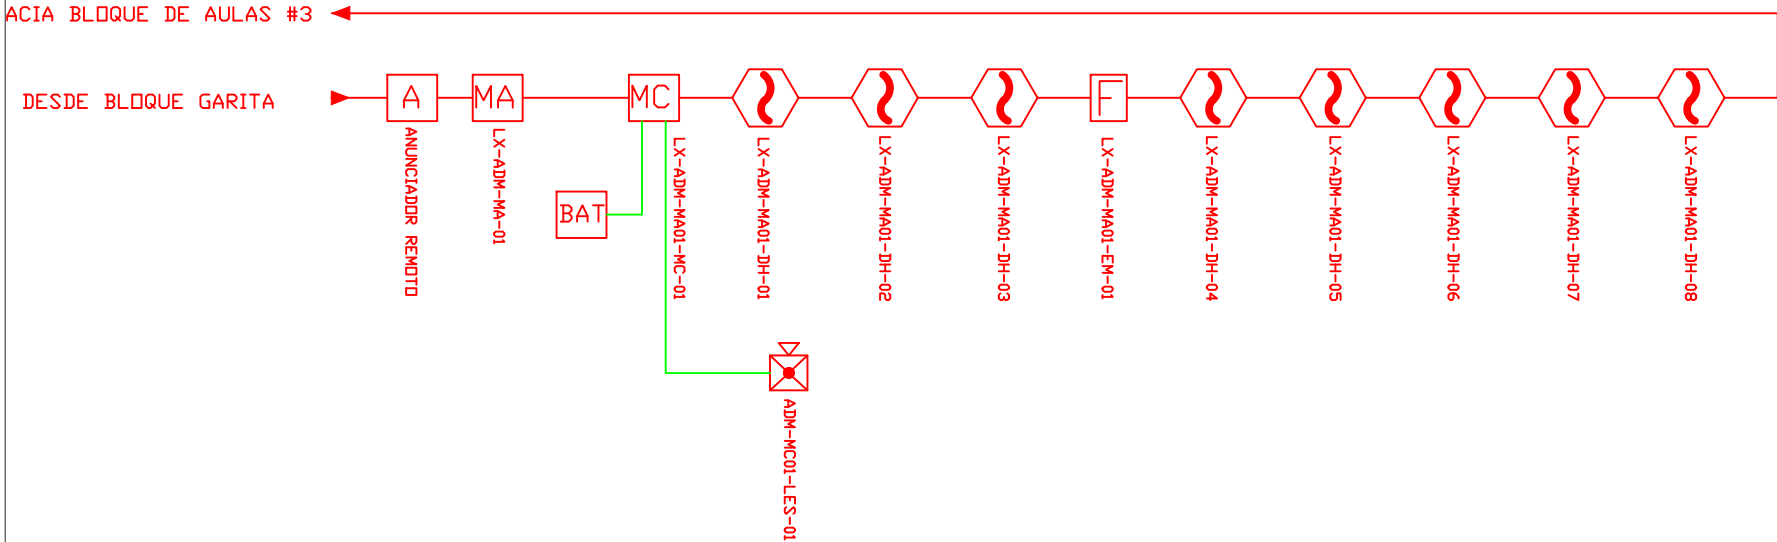 ACIA BLOQUE DE AULAS #3
DESDE BLOQUE GARITA
A
MA
MC
F
ANUNCIADOR REMOTO
LX-ADM-MA-01
BAT
LX-ADM-MA01-MC-01
LX-ADM-MA01-DH-01
LX-ADM-MA01-DH-02
LX-ADM-MA01-DH-03
LX-ADM-MA01-EM-01
LX-ADM-MA01-DH-04
LX-ADM-MA01-DH-05
LX-ADM-MA01-DH-06
LX-ADM-MA01-DH-07
LX-ADM-MA01-DH-08
ADM-MC01-LES-01